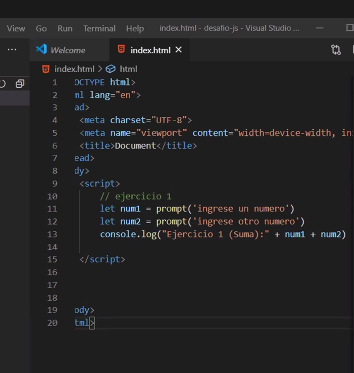 View Go Run Terminal Help index.html - desafio-js - Visual Studio ...
... Welcome index.html
index.html > html
1 OCTYPE html>
2 ml lang="en">
3 ad>
4 <meta charset="UTF-8">
5 <meta name="viewport" content="width=device-width, in
6 <title>Document</title>
7 ead>
8 dy>
9 <script>
10 // ejercicio 1
11 let num1 = prompt('ingrese un numero')
12 let num2 = prompt('ingrese otro numero')
13 console.log("Ejercicio 1 (Suma):" + num1 + num2)
14
15 </script>
16
17
18
19 ody>
20 tml>